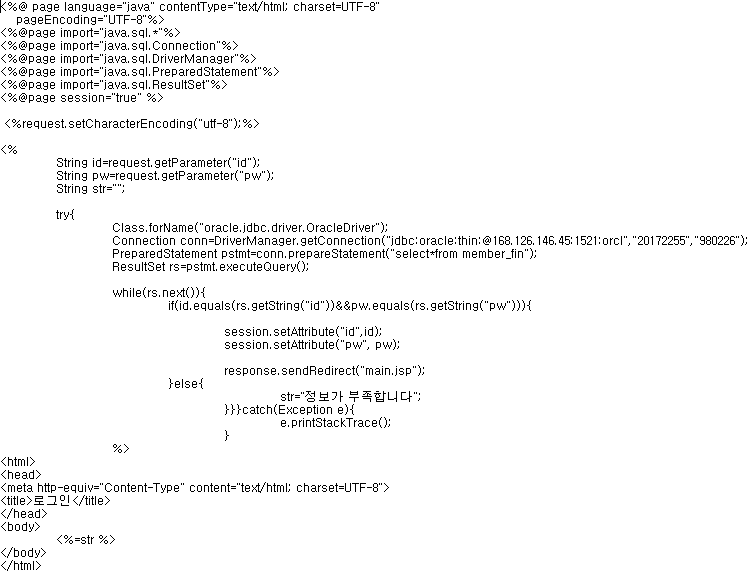 <%@ page language="java" contentType="text/html; charset=UTF-8"
pageEncoding="UTF-8"%>
<%@page import="java.sql.*"%>
<%@page import="java.sql.Connection"%>
<%@page import="java.sql.DriverManager"%>
<%@page import="java.sql.PreparedStatement"%>
<%@page import="java.sql.ResultSet"%>
<%@page session="true" %>
<%request.setCharacterEncoding("utf-8");%>
<%
String id=request.getParameter("id");
String pw=request.getParameter("pw");
String str="";
try{
Class.forName("oracle.jdbc.driver.OracleDriver");
Connection conn=DriverManager.getConnection("jdbc:oracle:thin:@168.126.146.45:1521:orcl","20172255","980226");
PreparedStatement pstmt=conn.prepareStatement("select*from member_fin");
ResultSet rs=pstmt.executeQuery();
while(rs.next()){
if(id.equals(rs.getString("id"))&&pw.equals(rs.getString("pw"))){
session.setAttribute("id",id);
session.setAttribute("pw", pw);
response.sendRedirect("main.jsp");
}else{
str="정보가 부족합니다";
}}}catch(Exception e){
e.printStackTrace();
}
%>
<html>
<head>
<meta http-equiv="Content-Type" content="text/html; charset=UTF-8">
<title>로그인</title>
</head>
<body>
<%=str %>
</body>
</html>